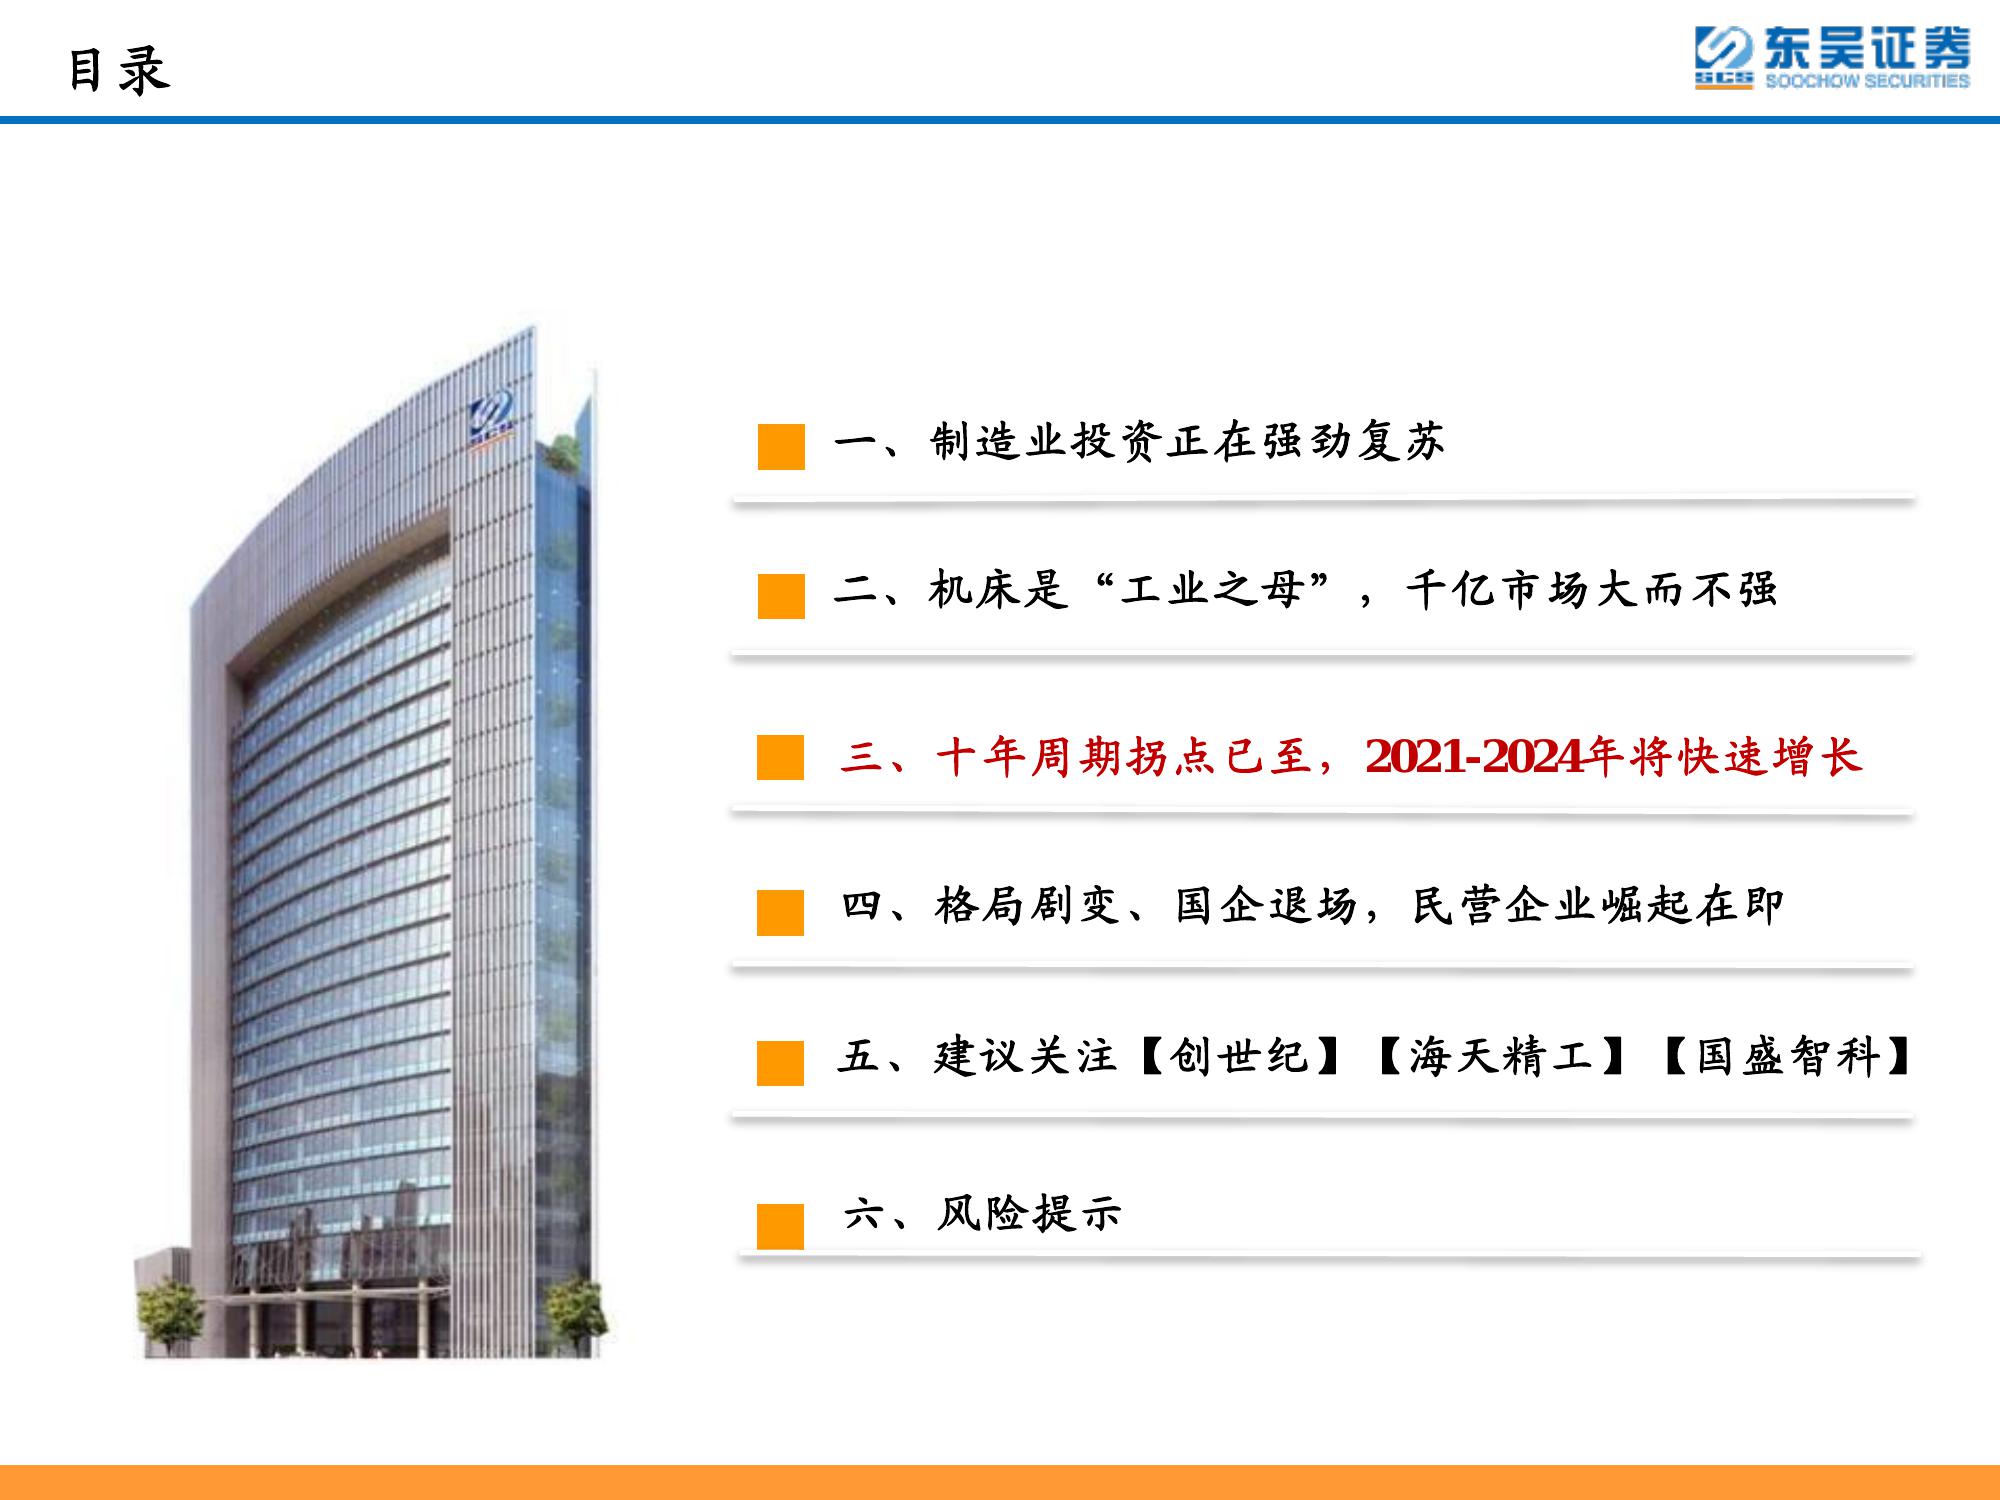 目录
东吴证券
SCS
SOOCHOW SECURITIES
SCS
一、制造业投资正在强劲复苏
二、机床是“工业之母”，千亿市场大而不强
三、十年周期拐点已至，2021-2024年将快速增长
四、格局剧变、国企退场，民营企业崛起在即
五、建议关注【创世纪】【海天精工】【国盛智科】
六、风险提示